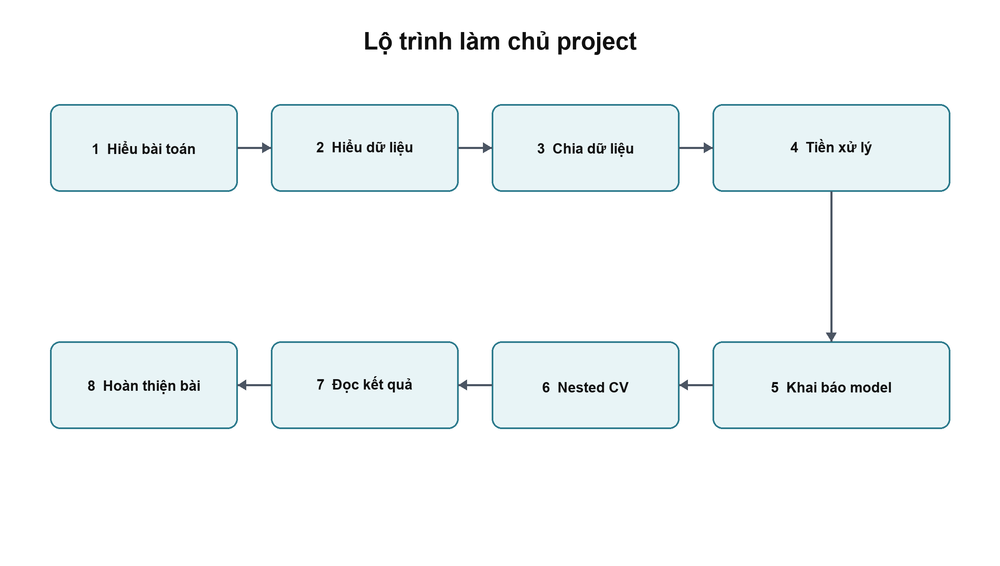 Lộ trình làm chủ project
1 Hiểu bài toán
2 Hiểu dữ liệu
3 Chia dữ liệu
4 Tiền xử lý
5 Khai báo model
6 Nested CV
7 Đọc kết quả
8 Hoàn thiện bài